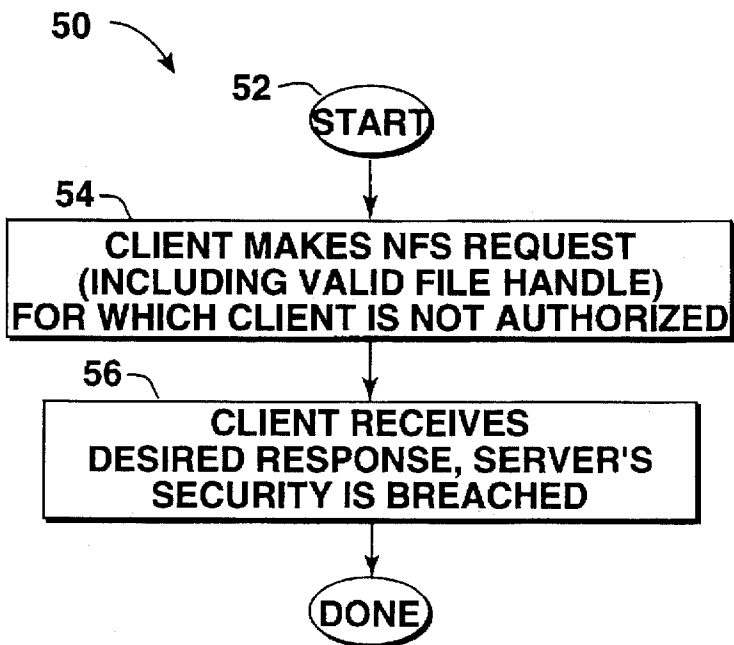 50
52
START
54
CLIENT MAKES NFS REQUEST
(INCLUDING VALID FILE HANDLE)
FOR WHICH CLIENT IS NOT AUTHORIZED
56
CLIENT RECEIVES
DESIRED RESPONSE, SERVER'S
SECURITY IS BREACHED
DONE